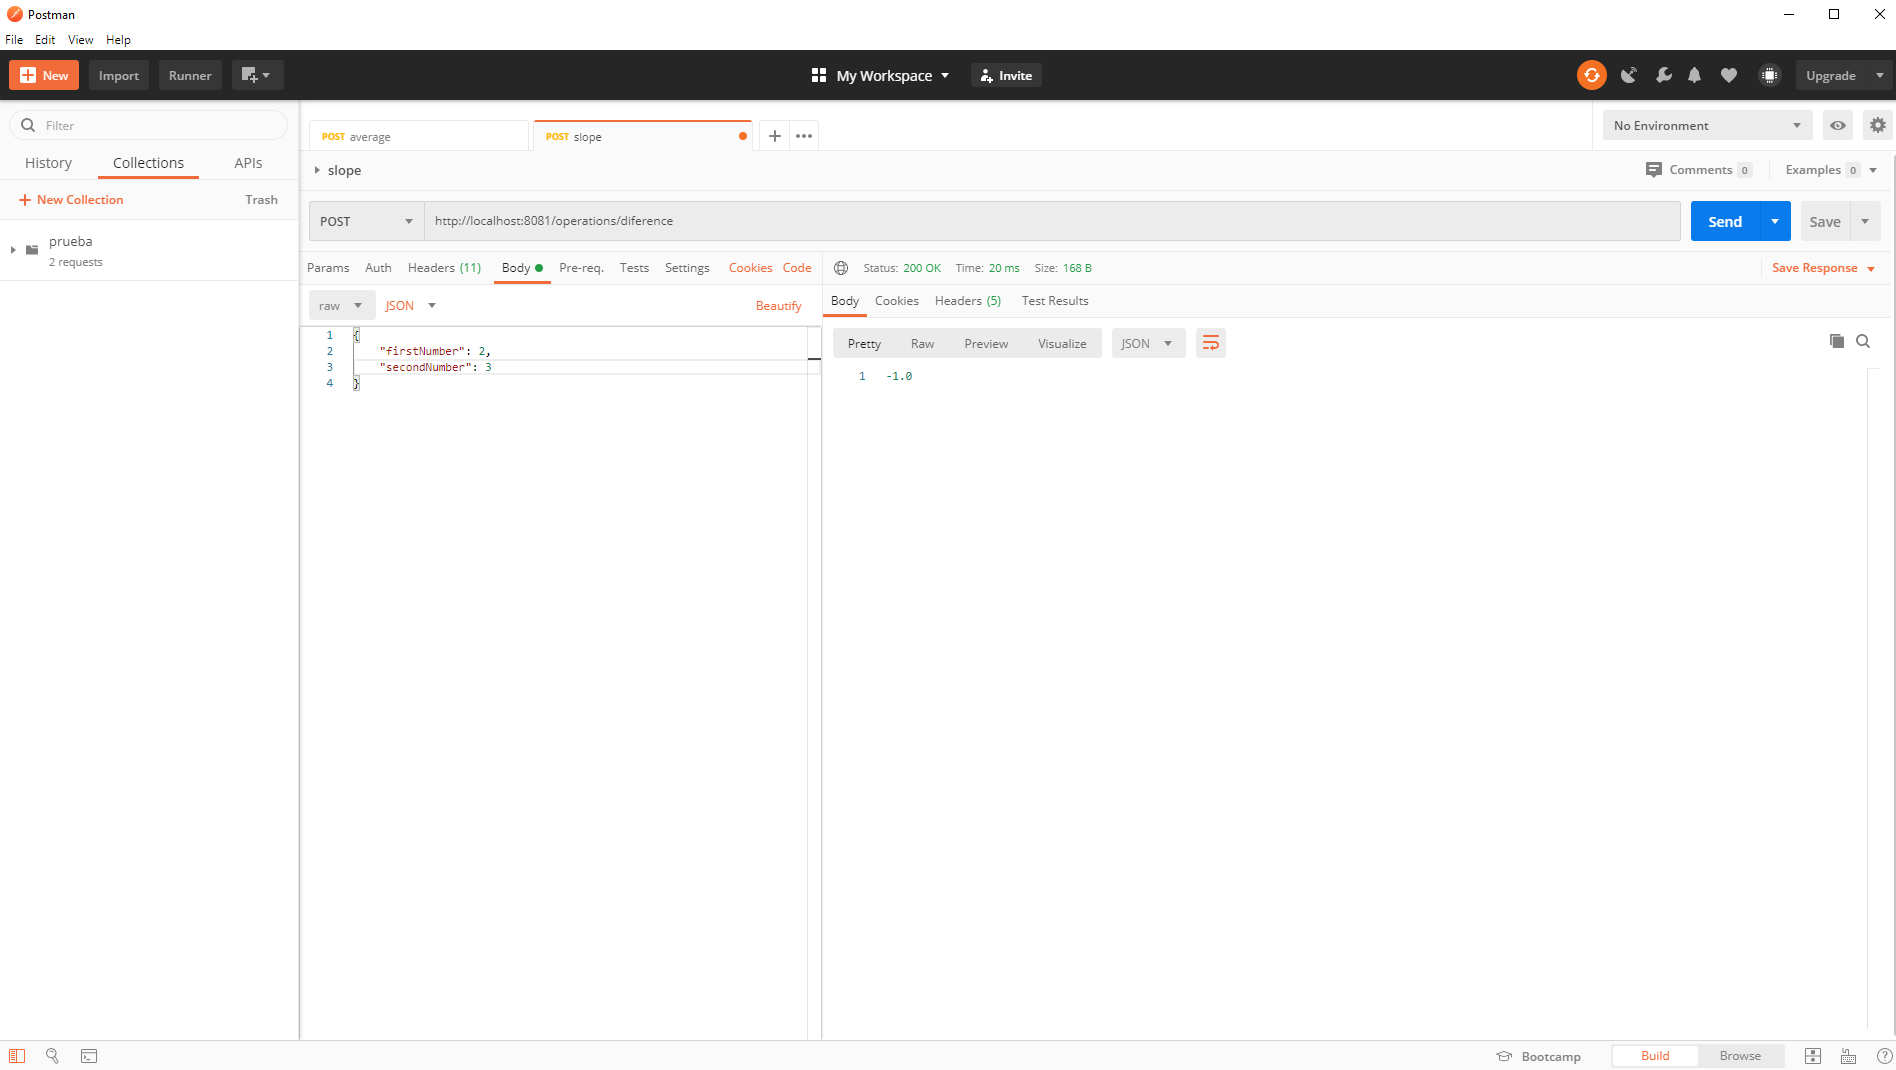 Postman
File Edit View Help
New Import Runner My Workspace Invite Upgrade
Filter
History Collections APIs
New Collection Trash
prueba
2 requests
POST average POST slope
No Environment
slope
Comments 0 Examples 0
POST http://localhost:8081/operations/diference Send Save
Params Auth Headers (11) Body Pre-req. Tests Settings Cookies Code
Status: 200 OK Time: 20 ms Size: 168 B Save Response
raw JSON Beautify
Body Cookies Headers (5) Test Results
Pretty Raw Preview Visualize JSON
1 {
2 "firstNumber": 2,
3 "secondNumber": 3
4 }
1 -1.0
Bootcamp Build Browse